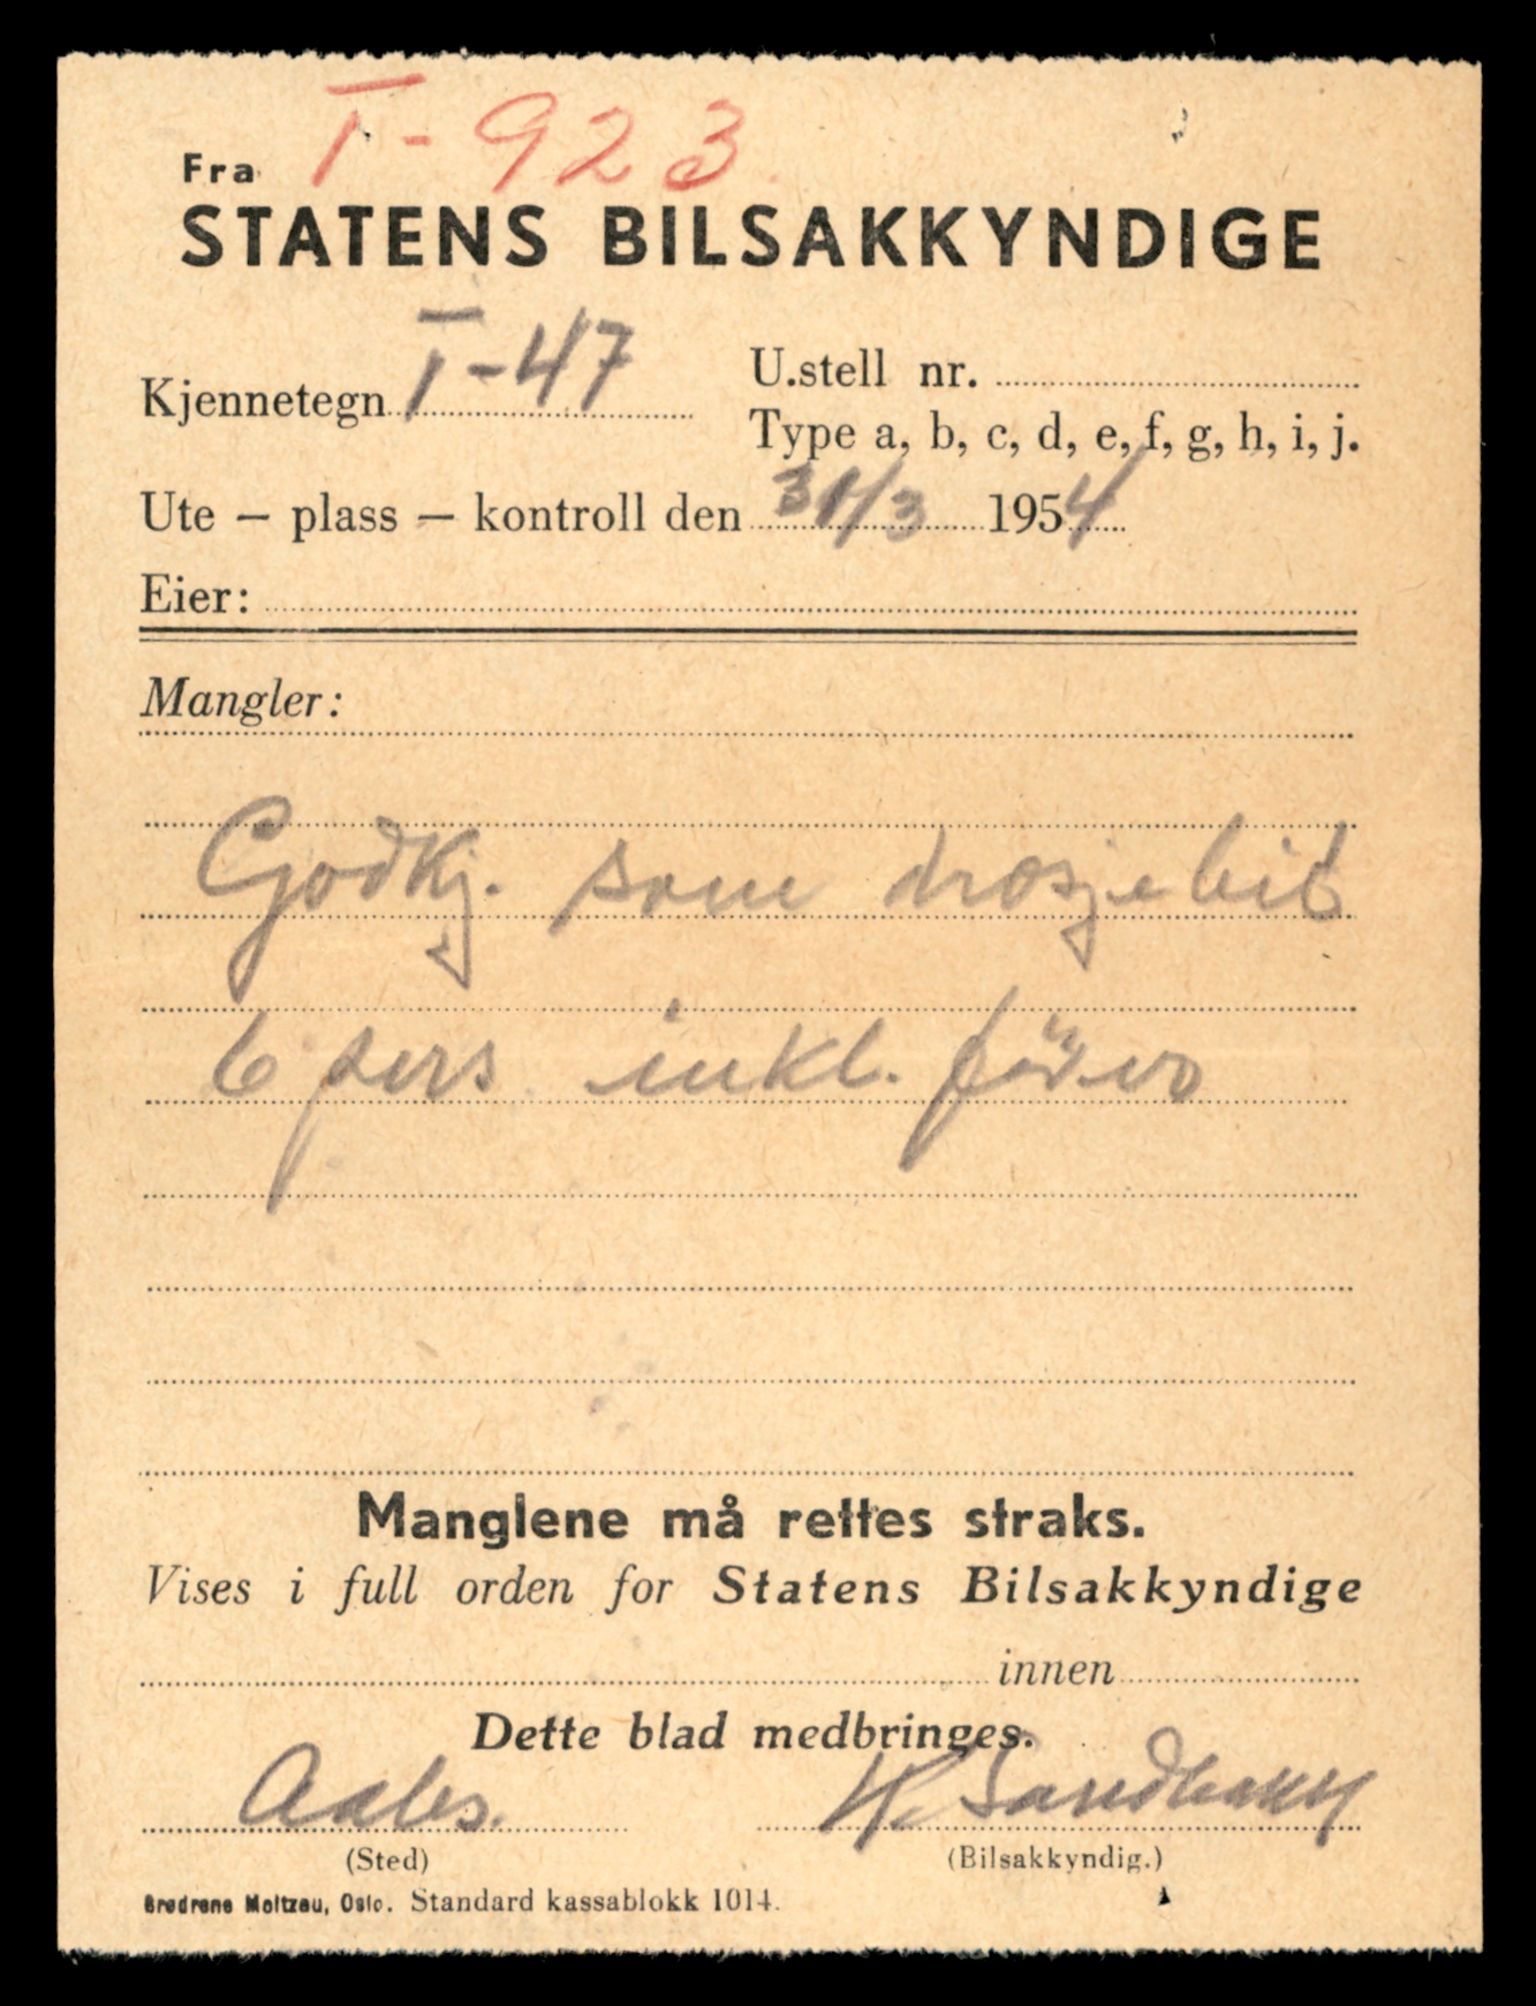 T-923
Fra
STATENS BILSAKKYNDIGE
Kjennetegn T-47
U.stell nr.
Type a, b, c, d, e, f, g, h, i, j.
Ute – plass – kontroll den 31/3 1954
Eier:
Mangler:
Godkj. som drosjebil
6 pers inkl. fører
Manglene må rettes straks.
Vises i full orden for Statens Bilsakkyndige
innen
Dette blad medbringes.
Aales. K. Sandbakk
(Sted) (Bilsakkyndig.)
Brødrene Moltzau, Oslo. Standard kassablokk 1014.